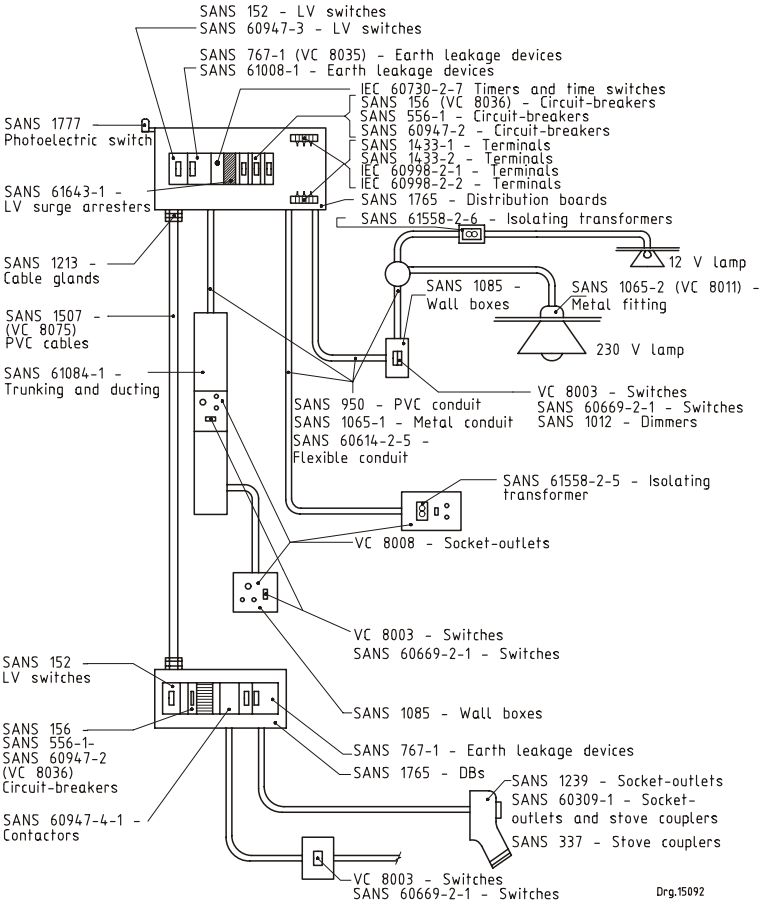 SANS 152 - LV switches
SANS 60947-3 - LV switches
SANS 767-1 (VC 8035) - Earth leakage devices
SANS 61008-1 - Earth leakage devices
IEC 60730-2-7 Timers and time switches
SANS 156 (VC 8036) - Circuit-breakers
SANS 556-1 - Circuit-breakers
SANS 60947-2 - Circuit-breakers
SANS 1433-1 - Terminals
SANS 1433-2 - Terminals
IEC 60998-2-1 - Terminals
IEC 60998-2-2 - Terminals
SANS 1765 - Distribution boards
SANS 61558-2-6 - Isolating transformers
SANS 1777
Photoelectric switch
SANS 61643-1 -
LV surge arresters
SANS 1213 -
Cable glands
SANS 1507 -
(VC 8075)
PVC cables
SANS 61084-1 -
Trunking and ducting
12 V lamp
SANS 1085 -
Wall boxes
SANS 1065-2 (VC 8011) -
Metal fitting
230 V lamp
VC 8003 - Switches
SANS 60669-2-1 - Switches
SANS 1012 - Dimmers
SANS 950 - PVC conduit
SANS 1065-1 - Metal conduit
SANS 60614-2-5 -
Flexible conduit
SANS 61558-2-5 - Isolating
transformer
VC 8008 - Socket-outlets
VC 8003 - Switches
SANS 60669-2-1 - Switches
SANS 152
LV switches
SANS 1085 - Wall boxes
SANS 156
SANS 556-1-
SANS 60947-2
(VC 8036)
Circuit-breakers
SANS 767-1 - Earth leakage devices
SANS 1765 - DBs
SANS 60947-4-1 -
Contactors
SANS 1239 - Socket-outlets
SANS 60309-1 - Socket-
outlets and stove couplers
SANS 337 - Stove couplers
VC 8003 - Switches
SANS 60669-2-1 - Switches
Drg.15092